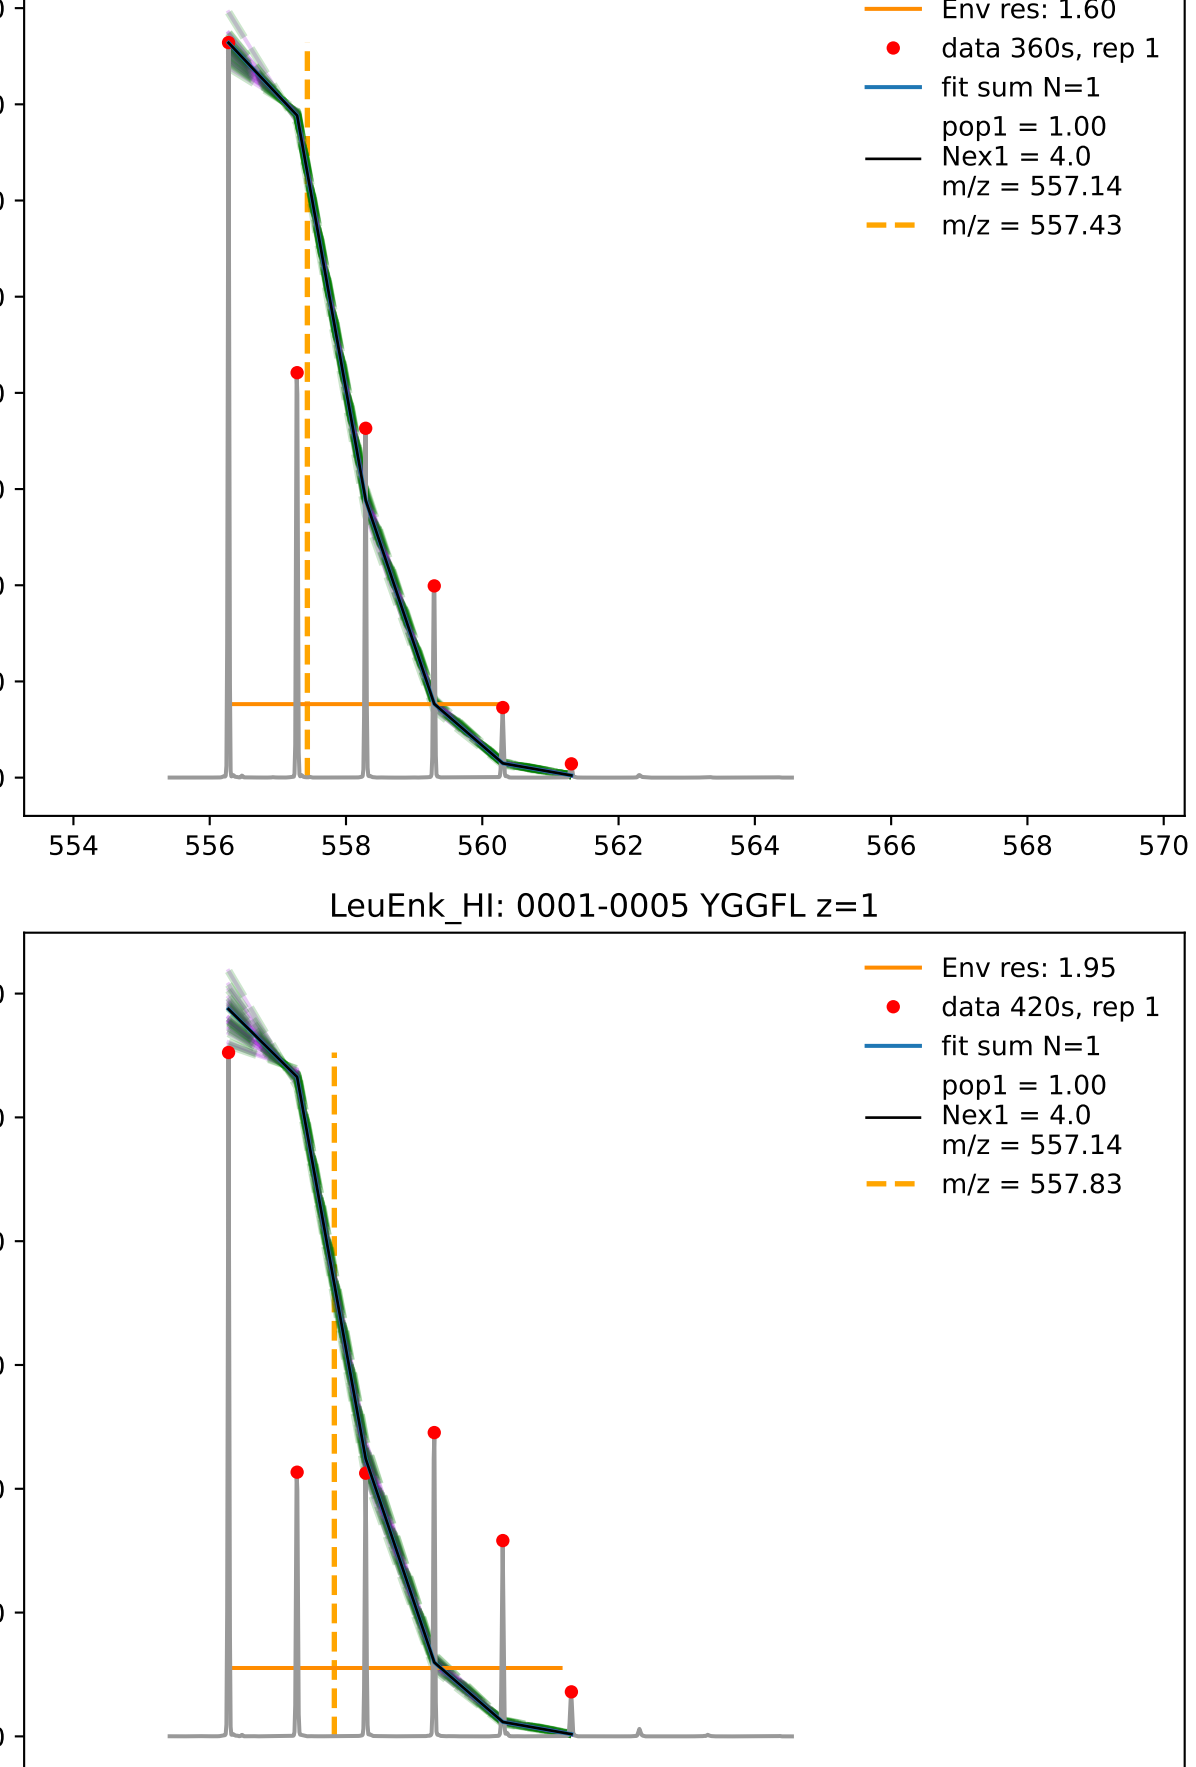 Env res: 1.60
data 360s, rep 1
fit sum N=1
pop1 = 1.00
Nex1 = 4.0
m/z = 557.14
m/z = 557.43
554 556 558 560 562 564 566 568 570
LeuEnk_HI: 0001-0005 YGGFL z=1
Env res: 1.95
data 420s, rep 1
fit sum N=1
pop1 = 1.00
Nex1 = 4.0
m/z = 557.14
m/z = 557.83